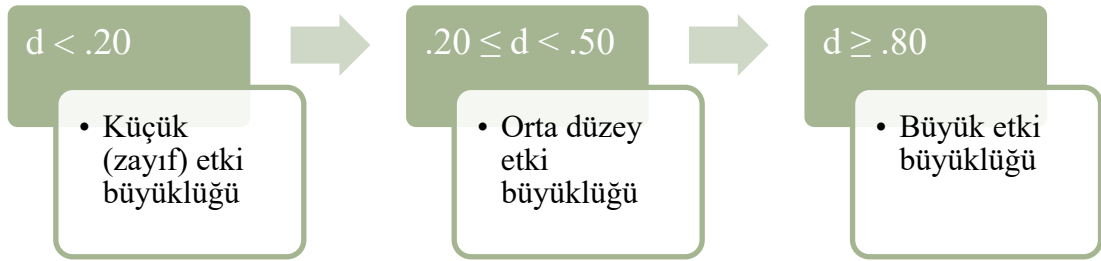 d < .20
• Küçük
(zayıf) etki
büyüklüğü
.20 ≤ d < .50
• Orta düzey
etki
büyüklüğü
d ≥ .80
• Büyük etki
büyüklüğü